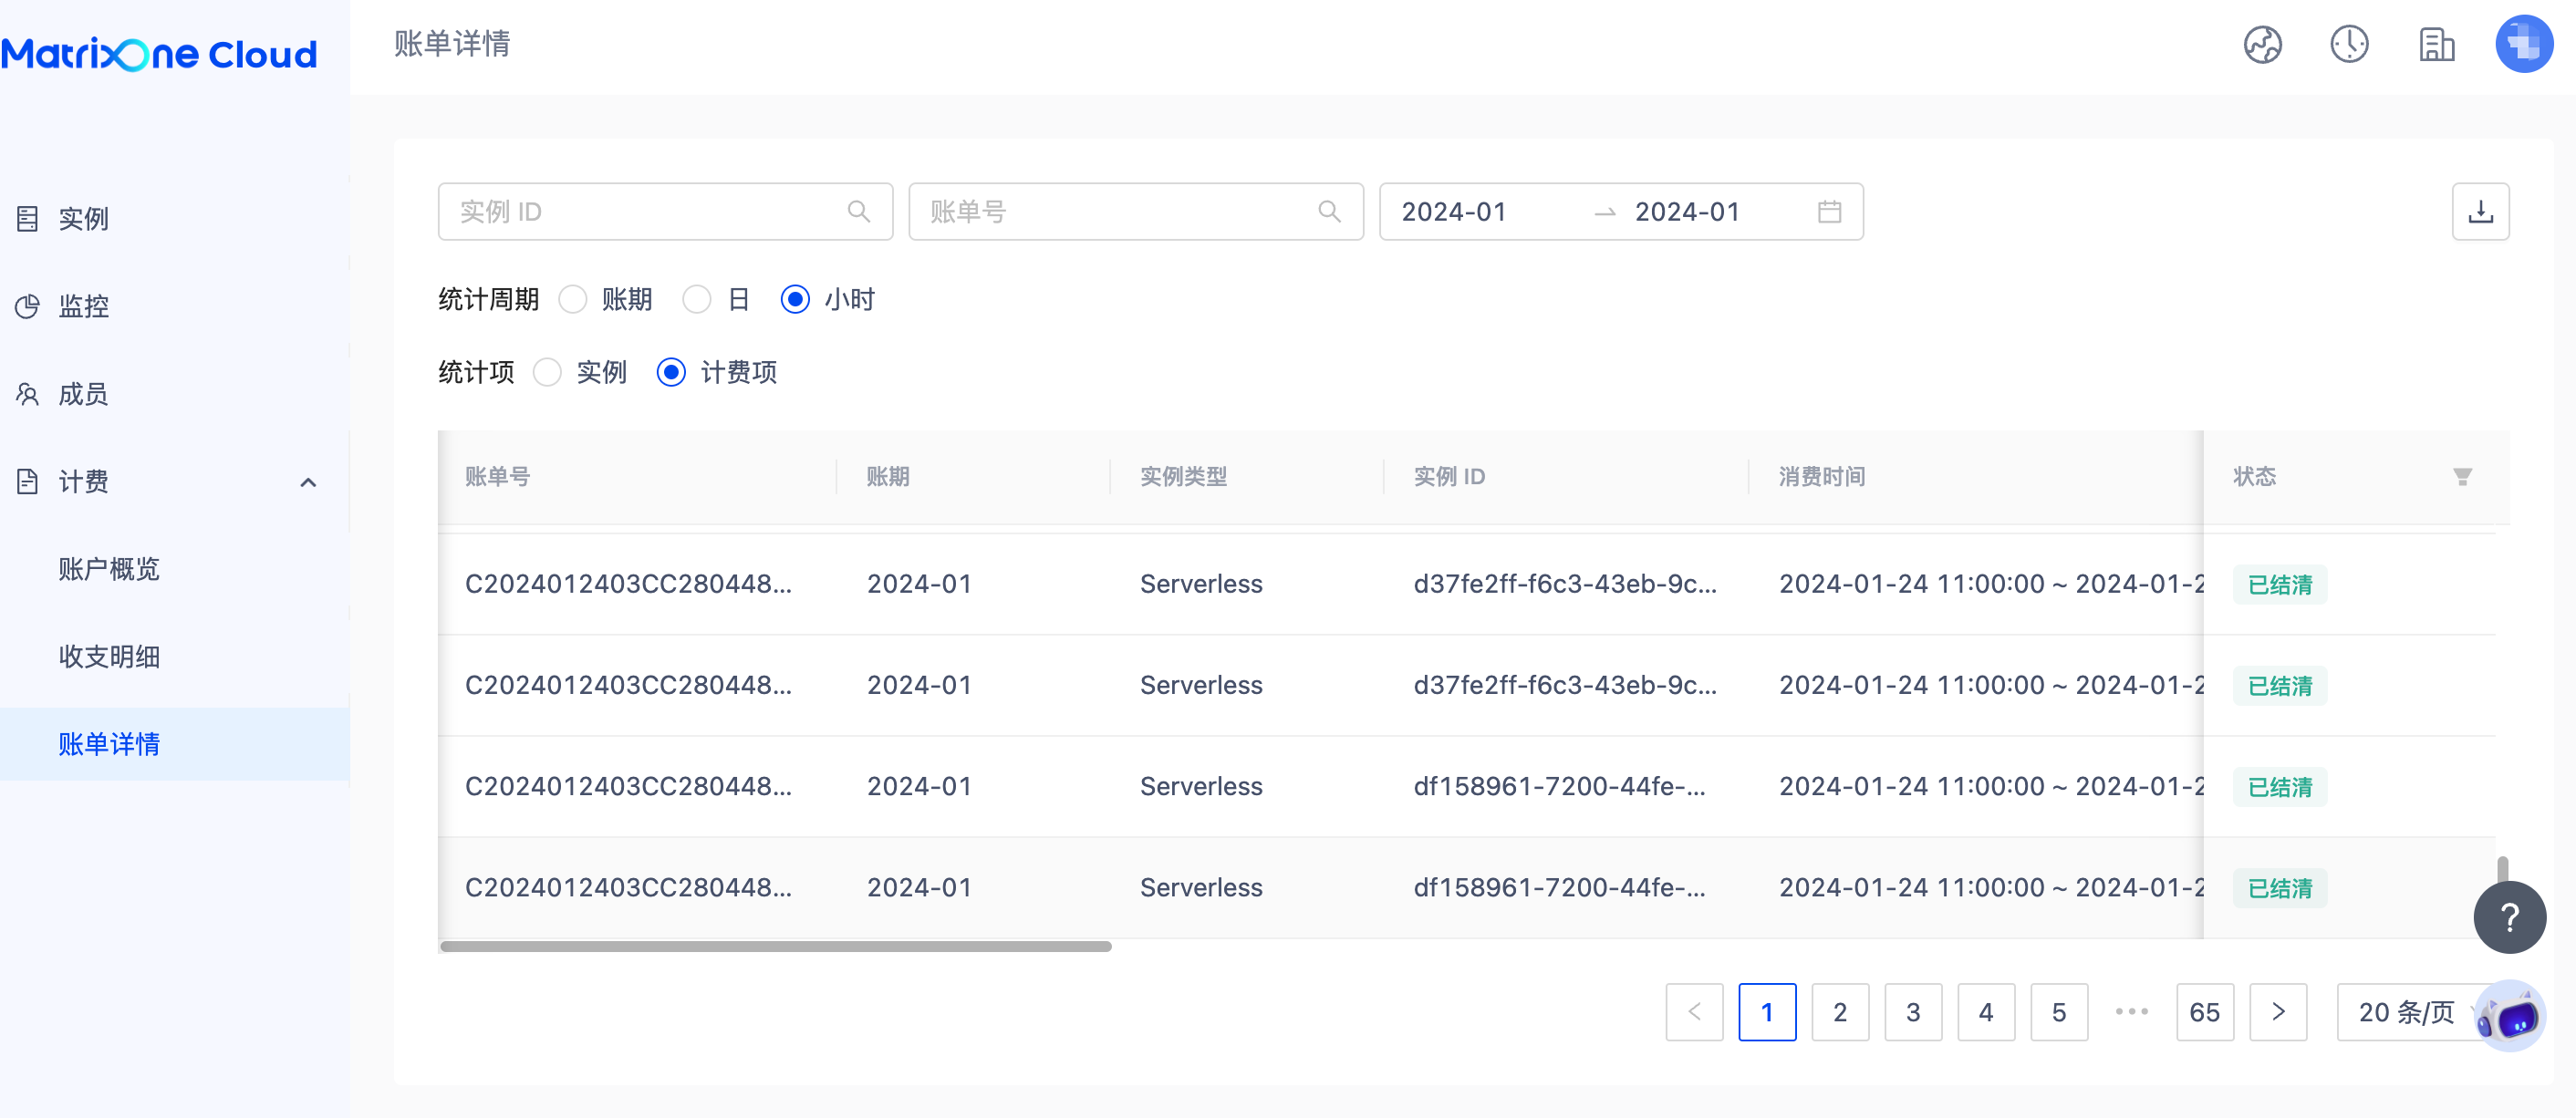 MatrixOne Cloud
账单详情
实例
监控
成员
计费
账户概览
收支明细
账单详情
实例 ID
账单号
2024-01 → 2024-01
统计周期 账期 日 小时
统计项 实例 计费项
账单号 账期 实例类型 实例 ID 消费时间 状态
C2024012403CC280448... 2024-01 Serverless d37fe2ff-f6c3-43eb-9c... 2024-01-24 11:00:00 ~ 2024-01-2 已结清
C2024012403CC280448... 2024-01 Serverless d37fe2ff-f6c3-43eb-9c... 2024-01-24 11:00:00 ~ 2024-01-2 已结清
C2024012403CC280448... 2024-01 Serverless df158961-7200-44fe-... 2024-01-24 11:00:00 ~ 2024-01-2 已结清
C2024012403CC280448... 2024-01 Serverless df158961-7200-44fe-... 2024-01-24 11:00:00 ~ 2024-01-2 已结清
?
< 1 2 3 4 5 ••• 65 > 20 条/页